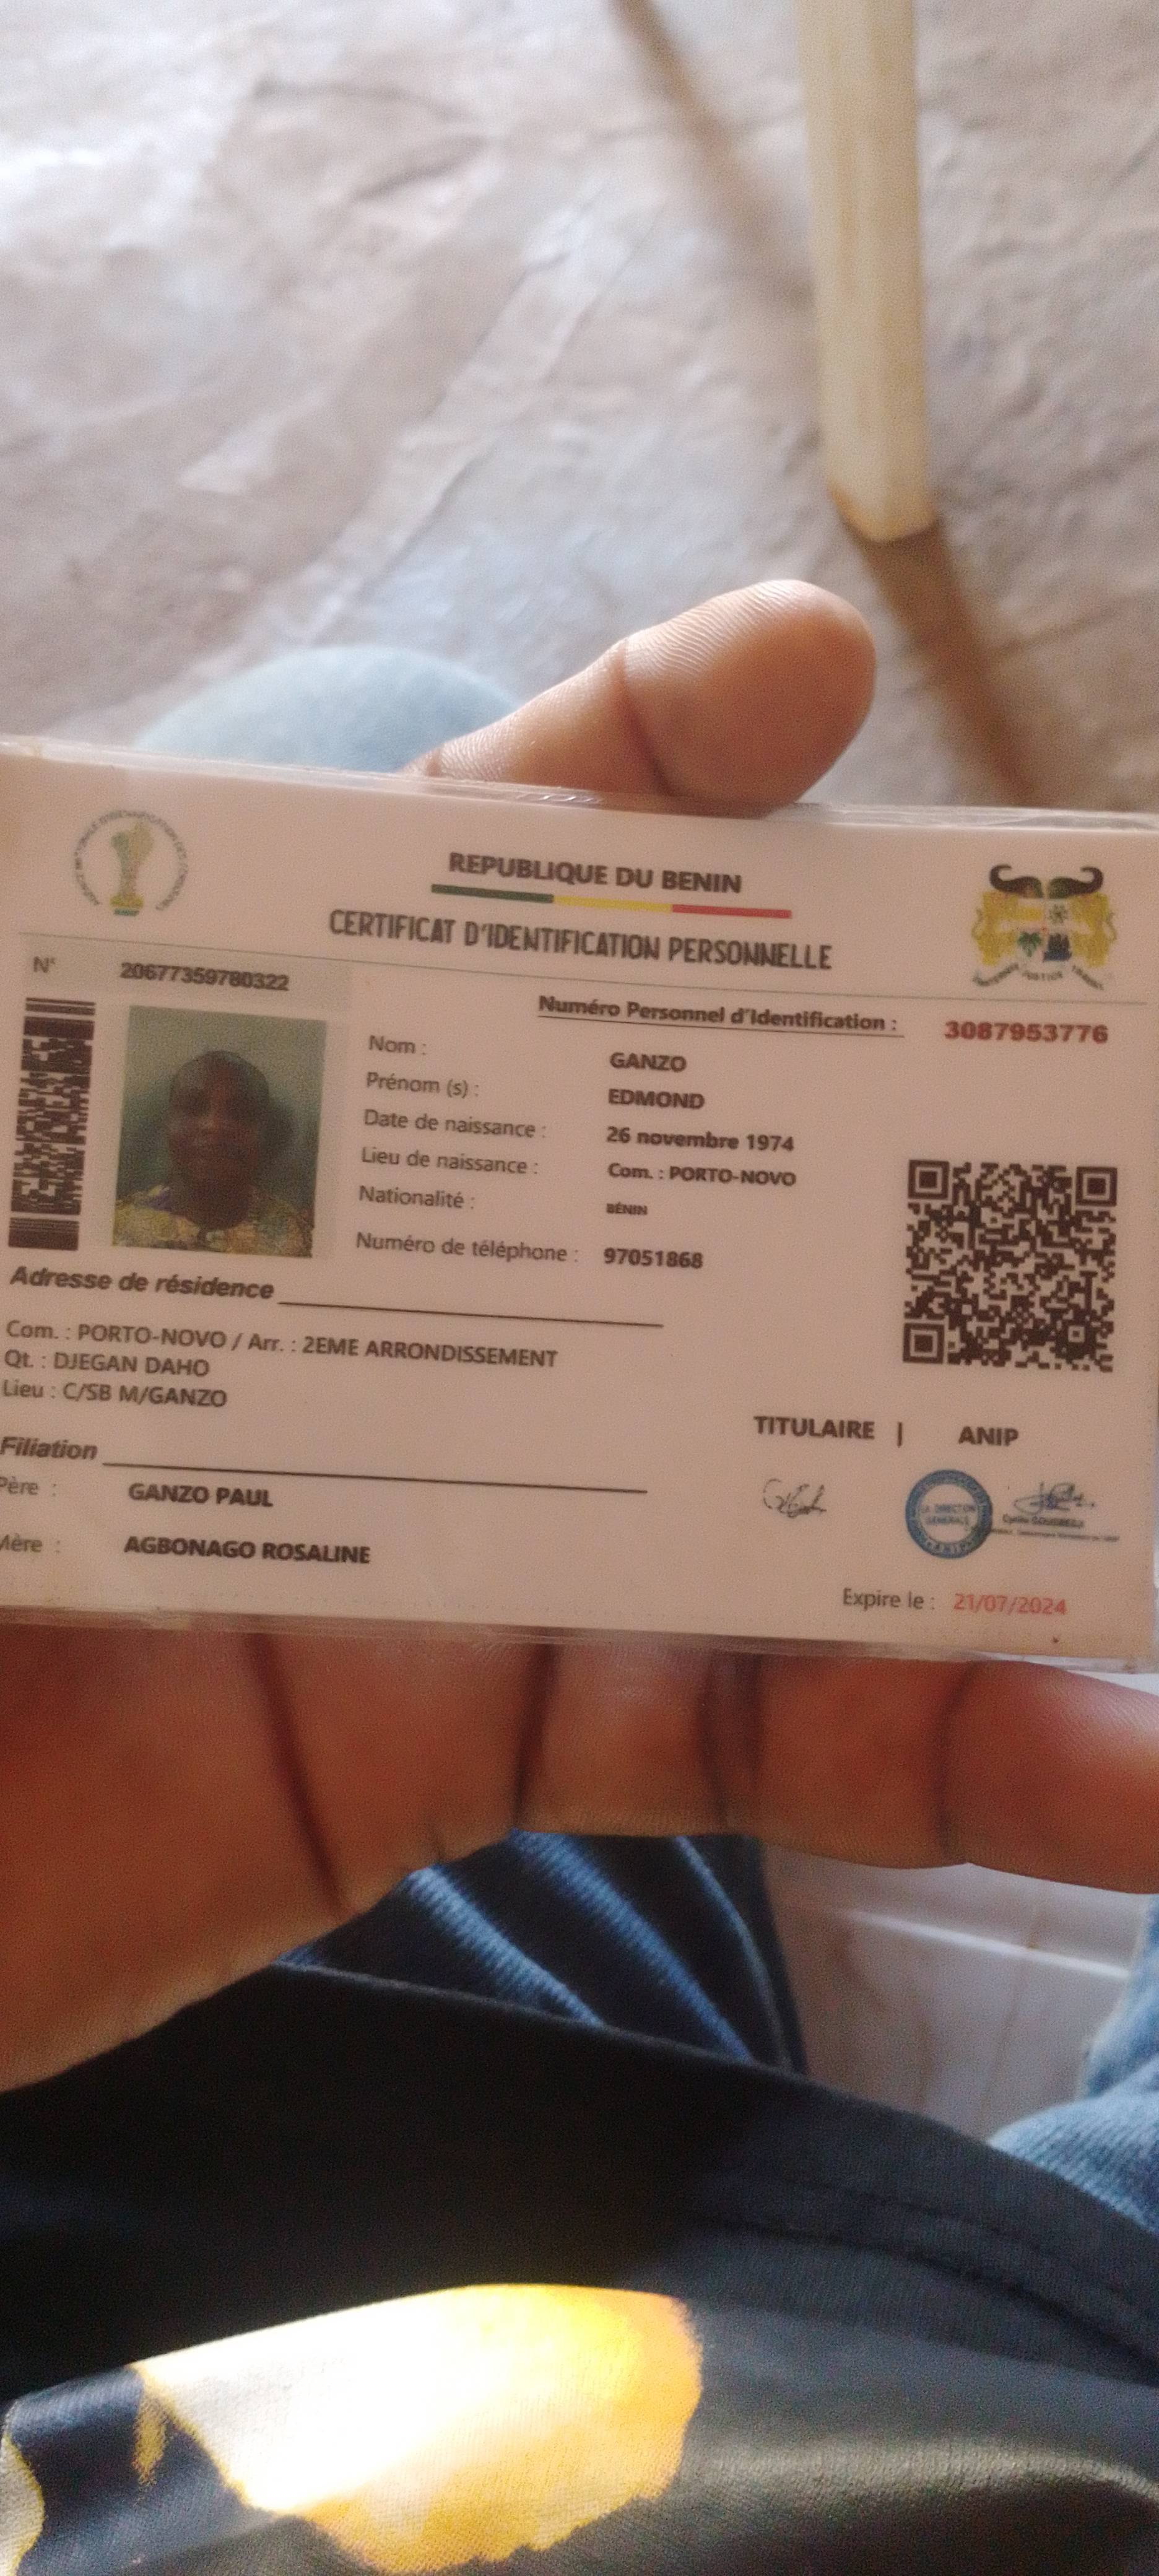 REPUBLIQUE DU BENIN
CERTIFICAT D'IDENTIFICATION PERSONNELLE
N° 20677359780322
Numéro Personnel d'Identification : 3087953776
Nom : GANZO
Prénom (s) : EDMOND
Date de naissance : 26 novembre 1974
Lieu de naissance : Com. : PORTO-NOVO
Nationalité : BÉNIN
Numéro de téléphone : 97051868
Adresse de résidence
Com. : PORTO-NOVO / Arr. : 2EME ARRONDISSEMENT
Qt. : DJEGAN DAHO
Lieu : C/SB M/GANZO
Filiation
Père : GANZO PAUL
Mère : AGBONAGO ROSALINE
TITULAIRE | ANIP
LA DIRECTION
GENERALE
Expire le : 21/07/2024